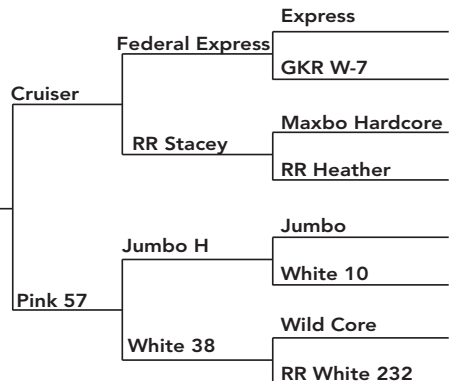 Express
Federal Express
GKR W-7
Cruiser
Maxbo Hardcore
RR Stacey
RR Heather
Jumbo
Jumbo H
White 10
Pink 57
Wild Core
White 38
RR White 232